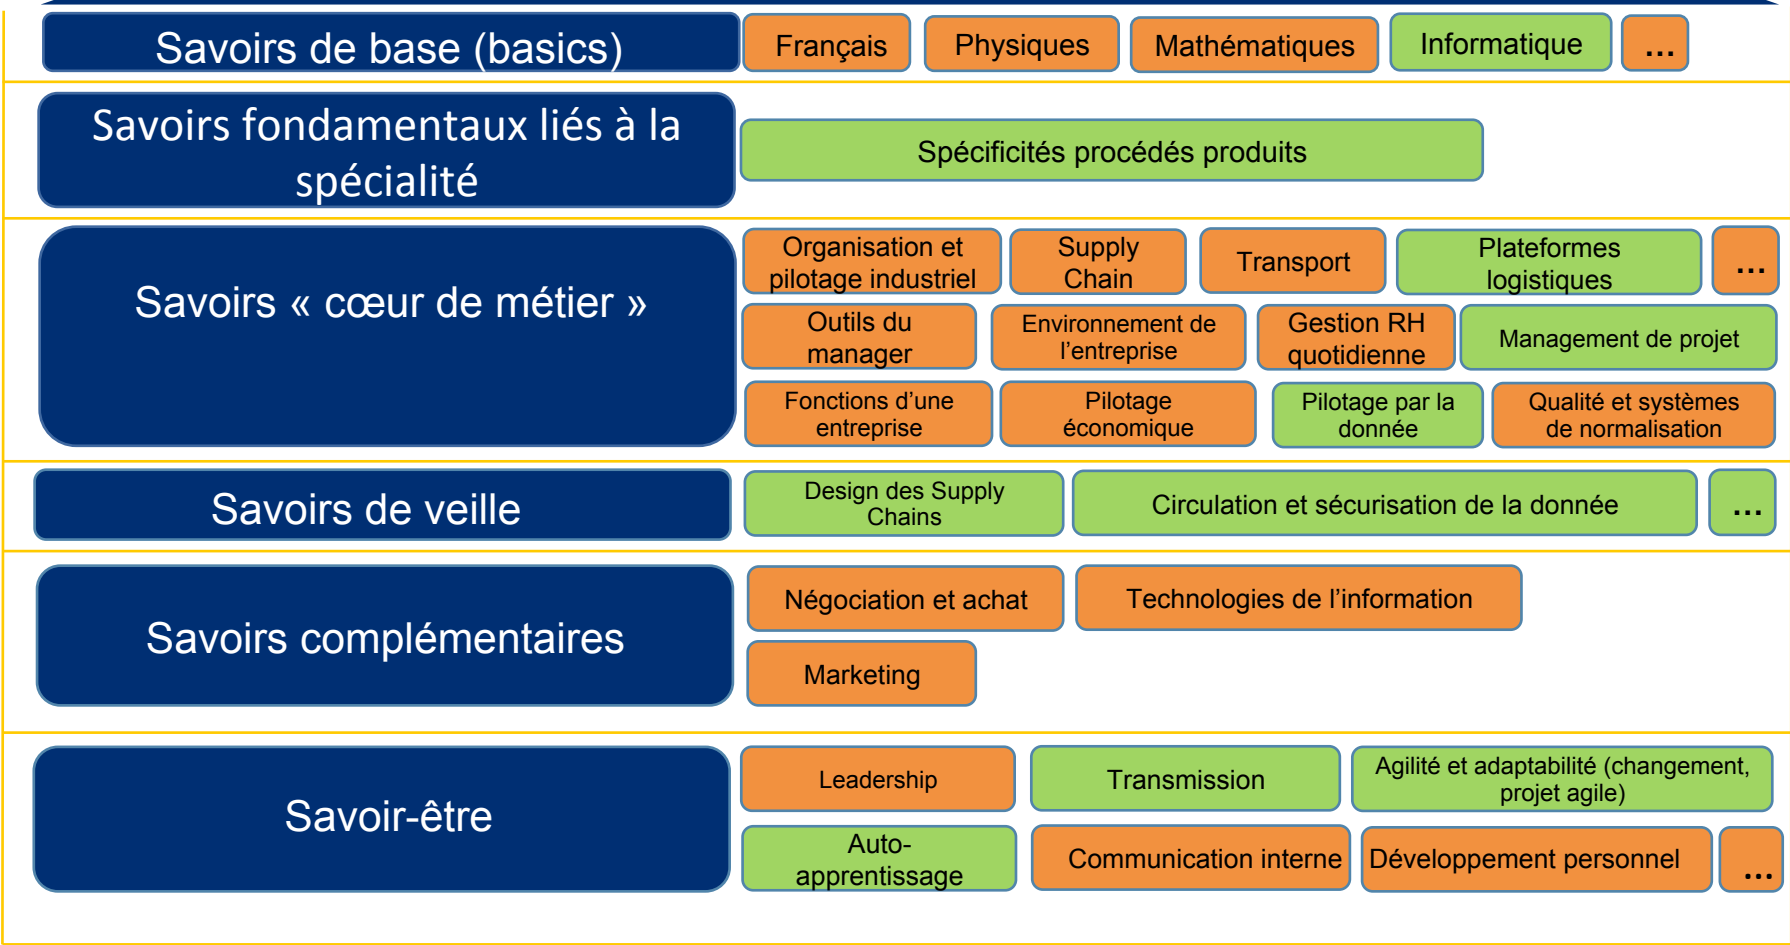 Savoirs de base (basics)
Français
Physiques
Mathématiques
Informatique
...
Savoirs fondamentaux liés à la
spécialité
Spécificités procédés produits
Savoirs « cœur de métier »
Organisation et
pilotage industriel
Supply
Chain
Transport
Plateformes
logistiques
...
Outils du
manager
Environnement de
l’entreprise
Gestion RH
quotidienne
Management de projet
Fonctions d’une
entreprise
Pilotage
économique
Pilotage par la
donnée
Qualité et systèmes
de normalisation
Savoirs de veille
Design des Supply
Chains
Circulation et sécurisation de la donnée
...
Savoirs complémentaires
Négociation et achat
Technologies de l’information
Marketing
Savoir-être
Leadership
Transmission
Agilité et adaptabilité (changement,
projet agile)
Auto-
apprentissage
Communication interne
Développement personnel
...